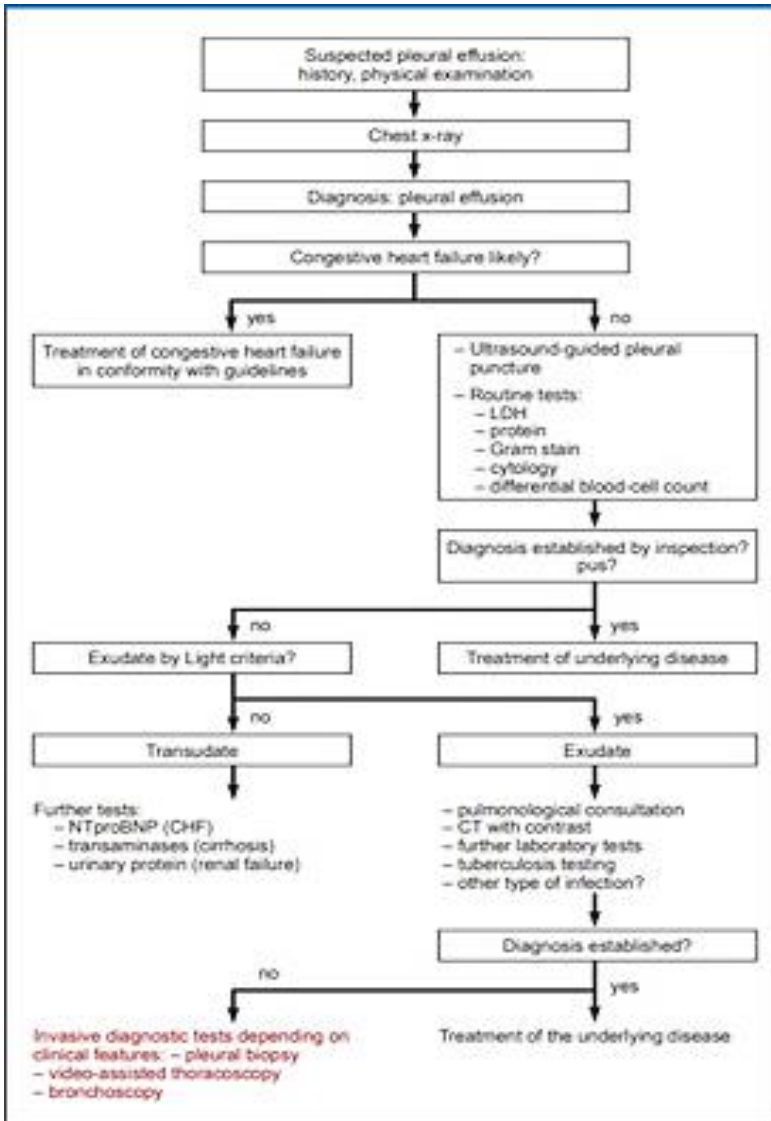 Suspected pleural effusion:
history, physical examination
Chest x-ray
Diagnosis: pleural effusion
Congestive heart failure likely?
yes
no
Treatment of congestive heart failure
in conformity with guidelines
– Ultrasound-guided pleural
puncture
– Routine tests:
– LDH
– protein
– Gram stain
– cytology
– differential blood-cell count
Diagnosis established by inspection?
pus?
no
yes
Exudate by Light criteria?
Treatment of underlying disease
no
yes
Transudate
Exudate
Further tests:
– NTproBNP (CHF)
– transaminases (cirrhosis)
– urinary protein (renal failure)
– pulmonological consultation
– CT with contrast
– further laboratory tests
– tuberculosis testing
– other type of infection?
Diagnosis established?
no
yes
Invasive diagnostic tests depending on
clinical features: – pleural biopsy
– video-assisted thoracoscopy
– bronchoscopy
Treatment of the underlying disease